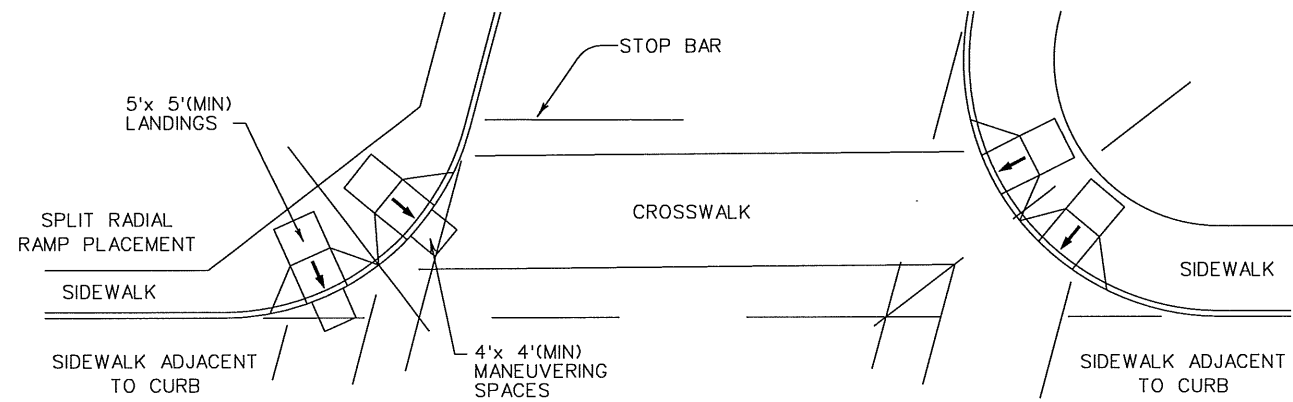 STOP BAR
5'x 5'(MIN)
LANDINGS
SPLIT RADIAL
RAMP PLACEMENT
CROSSWALK
SIDEWALK
SIDEWALK
SIDEWALK ADJACENT
TO CURB
4'x 4'(MIN)
MANEUVERING
SPACES
SIDEWALK ADJACENT
TO CURB